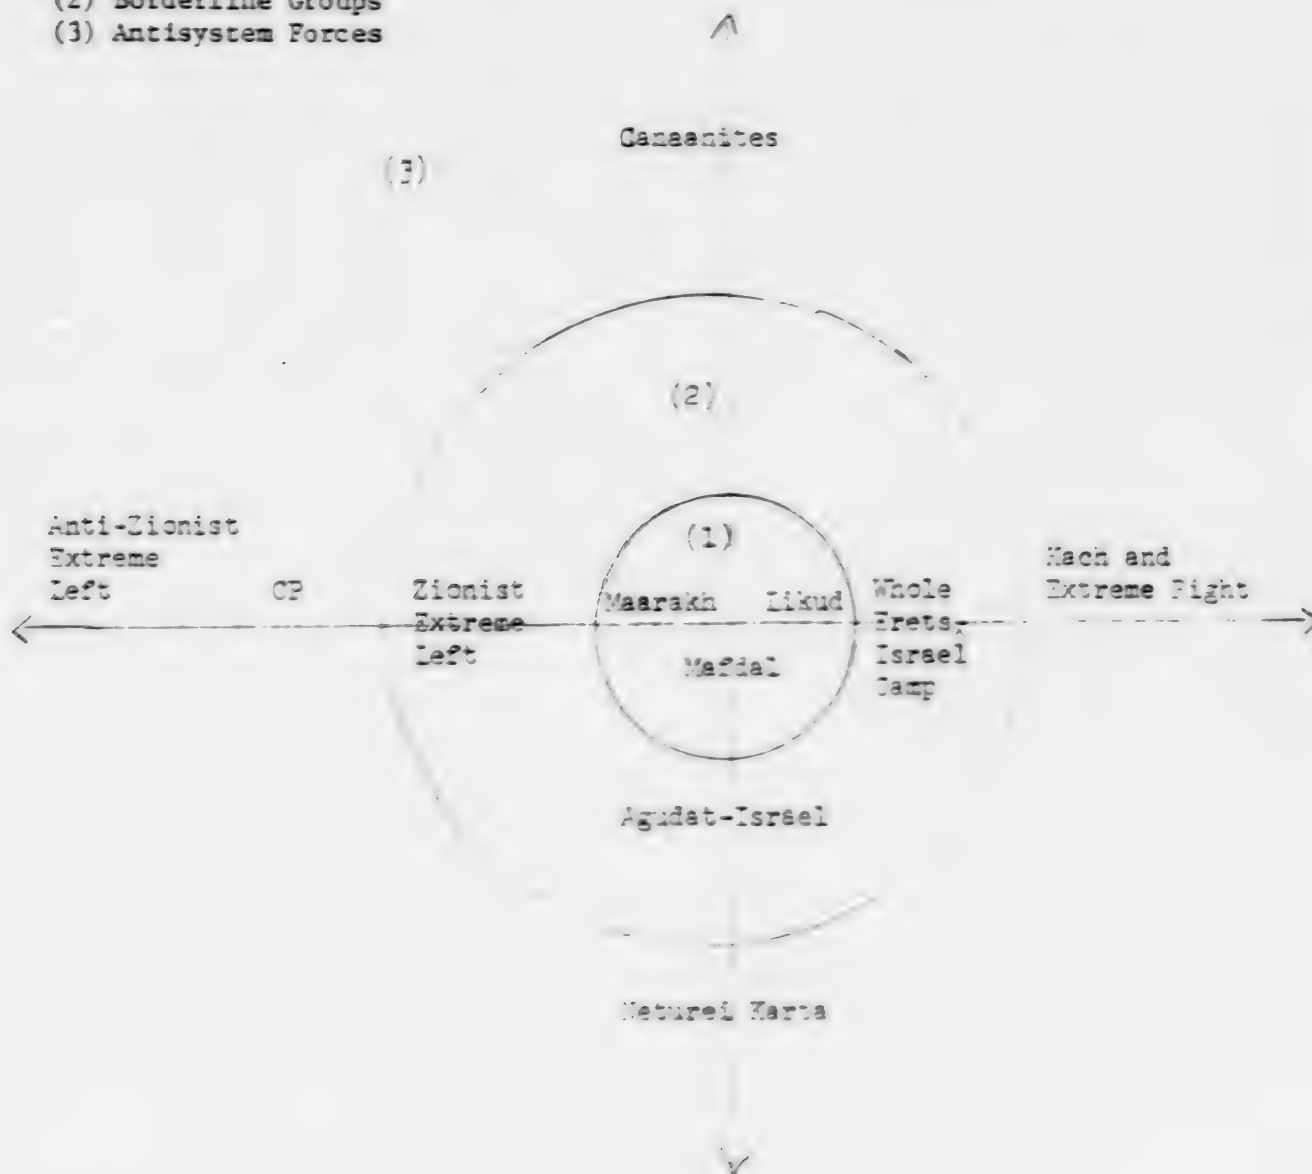 (2) Borderline Groups
(3) Antisystem Forces
Canaanites
(3)
(2)
(1)
Anti-Zionist
Extreme
Left
CP
Zionist
Extreme
Left
Maarakh Likud
Mafdal
Whole
Erets
Israel
Camp
Kach and
Extreme Right
Agudat-Israel
Neturei Karta